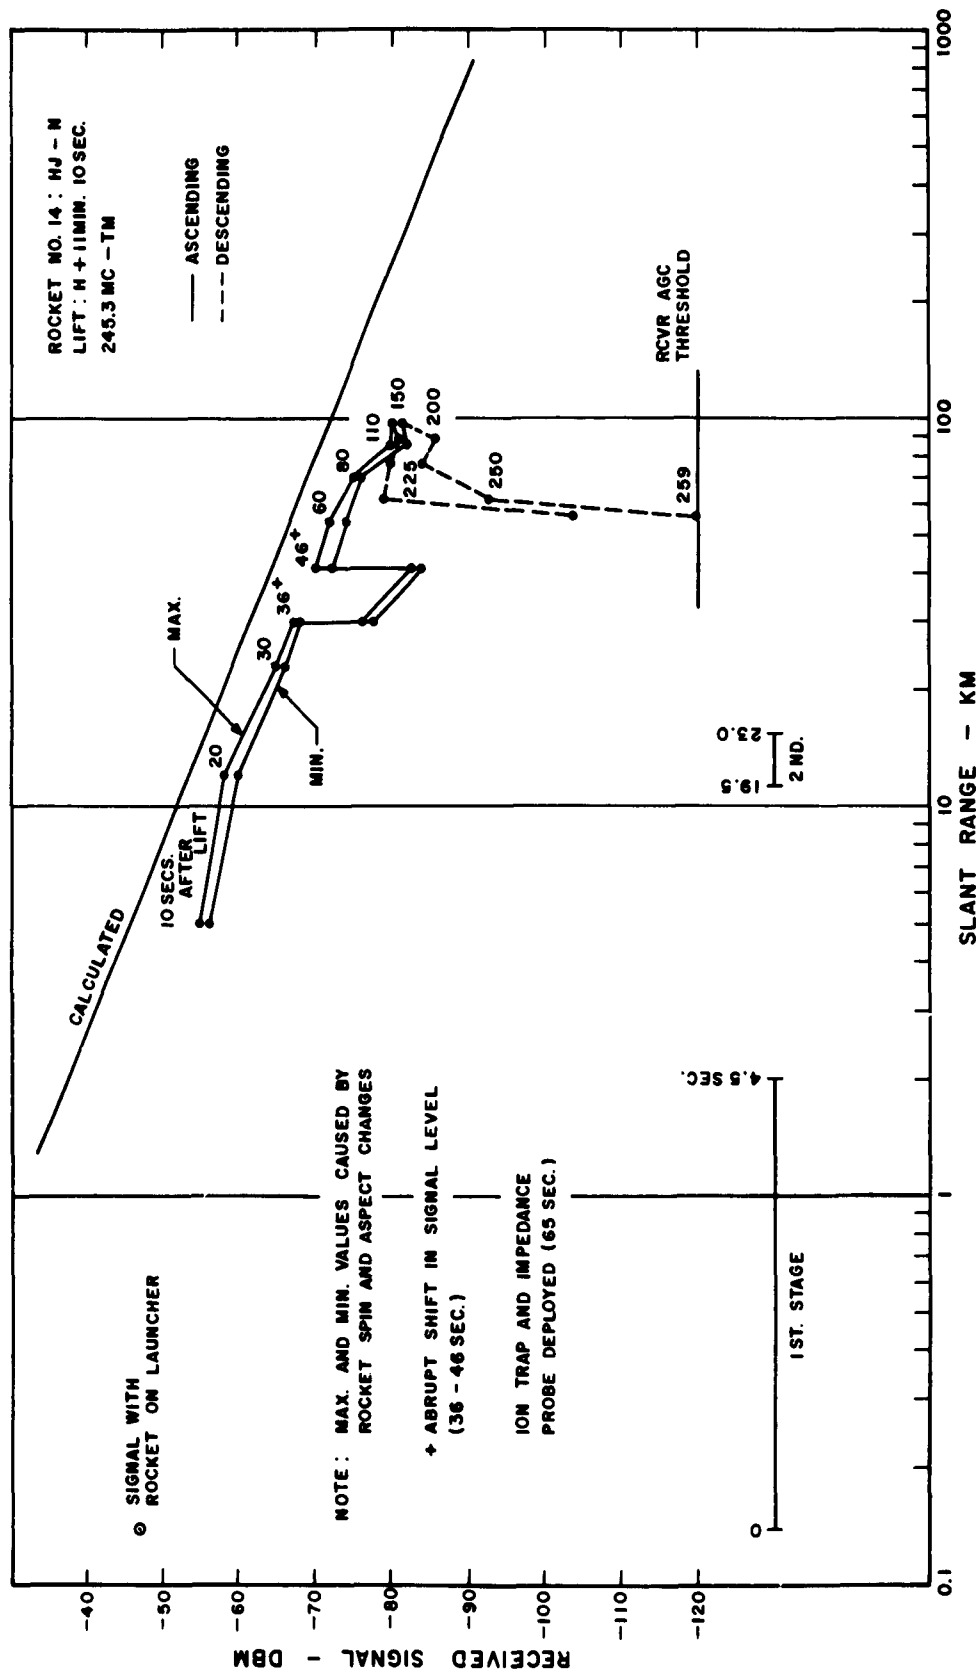 ROCKET NO. 14 : HJ - N
LIFT : H + 11MIN. 10 SEC.
245.3 MC - TM
ASCENDING
DESCENDING
CALCULATED
MAX.
MIN.
10 SECS.
AFTER
LIFT
20
30
36+
46+
60
80
110
150
200
225
250
259
RCVR AGC
THRESHOLD
SIGNAL WITH
ROCKET ON LAUNCHER
NOTE : MAX. AND MIN. VALUES CAUSED BY
ROCKET SPIN AND ASPECT CHANGES
+ ABRUPT SHIFT IN SIGNAL LEVEL
(36 - 46 SEC.)
ION TRAP AND IMPEDANCE
PROBE DEPLOYED (65 SEC.)
0
4.5 SEC.
1 ST. STAGE
19.5
23.0
2 ND.
RECEIVED SIGNAL - DBM
-40
-50
-60
-70
-80
-90
-100
-110
-120
0.1
1
10
100
1000
SLANT RANGE - KM